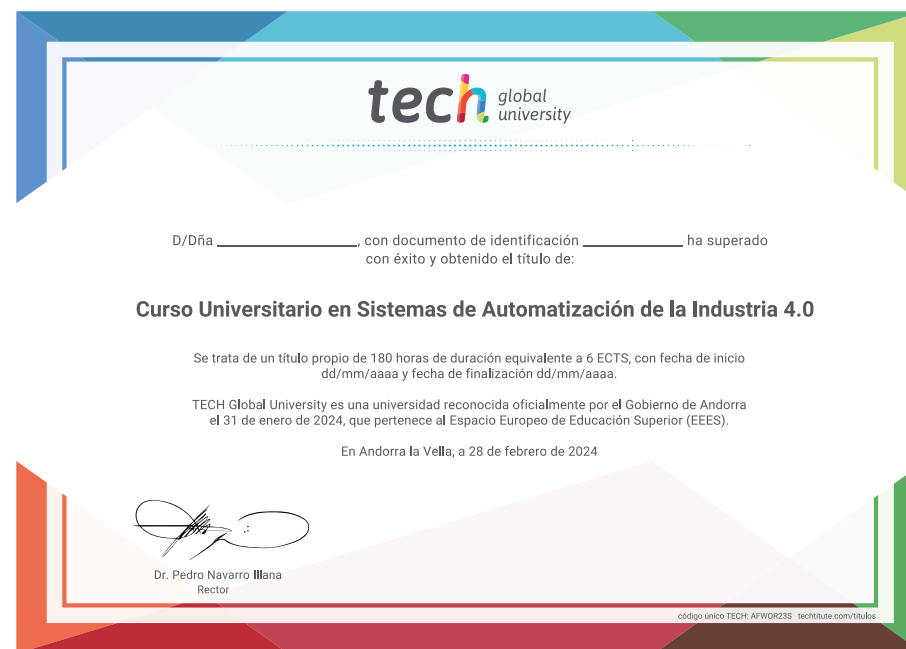 tech global university
D/Dña ____________, con documento de identificación ____________ ha superado
con éxito y obtenido el título de:
Curso Universitario en Sistemas de Automatización de la Industria 4.0
Se trata de un título propio de 180 horas de duración equivalente a 6 ECTS, con fecha de inicio
dd/mm/aaaa y fecha de finalización dd/mm/aaaa.
TECH Global University es una universidad reconocida oficialmente por el Gobierno de Andorra
el 31 de enero de 2024, que pertenece al Espacio Europeo de Educación Superior (EEES).
En Andorra la Vella, a 28 de febrero de 2024
Dr. Pedro Navarro Illana
Rector
código único TECH: AFWOR23S techtitute.com/titulos